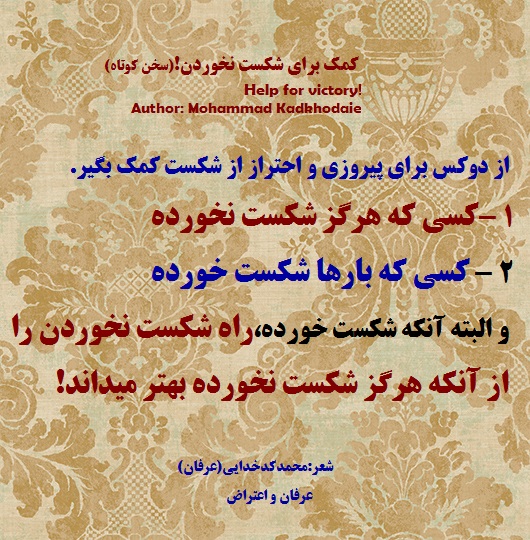 کمک برای شکست نخوردن!(سخن کوتاه)
Help for victory!
Author: Mohammad Kadkhodaie
از دوکس برای پیروزی و احتراز از شکست کمک بگیر.
۱ -کسی که هرگز شکست نخورده
۲ - کسی که بارها شکست خورده
و البته آنکه شکست خورده،راه شکست نخوردن را
از آنکه هرگز شکست نخورده بهتر میداند!
شعر:محمدکدخدایی(عرفان)
عرفان و اعتراض